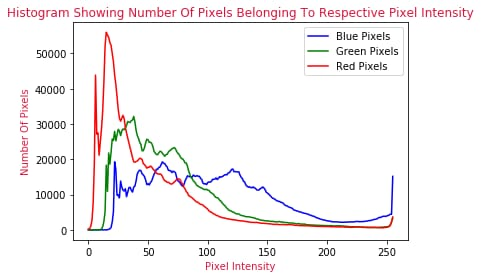 Histogram Showing Number Of Pixels Belonging To Respective Pixel Intensity
Blue Pixels
Green Pixels
Red Pixels
50000
40000
30000
20000
10000
0
Number Of Pixels
0 50 100 150 200 250
Pixel Intensity